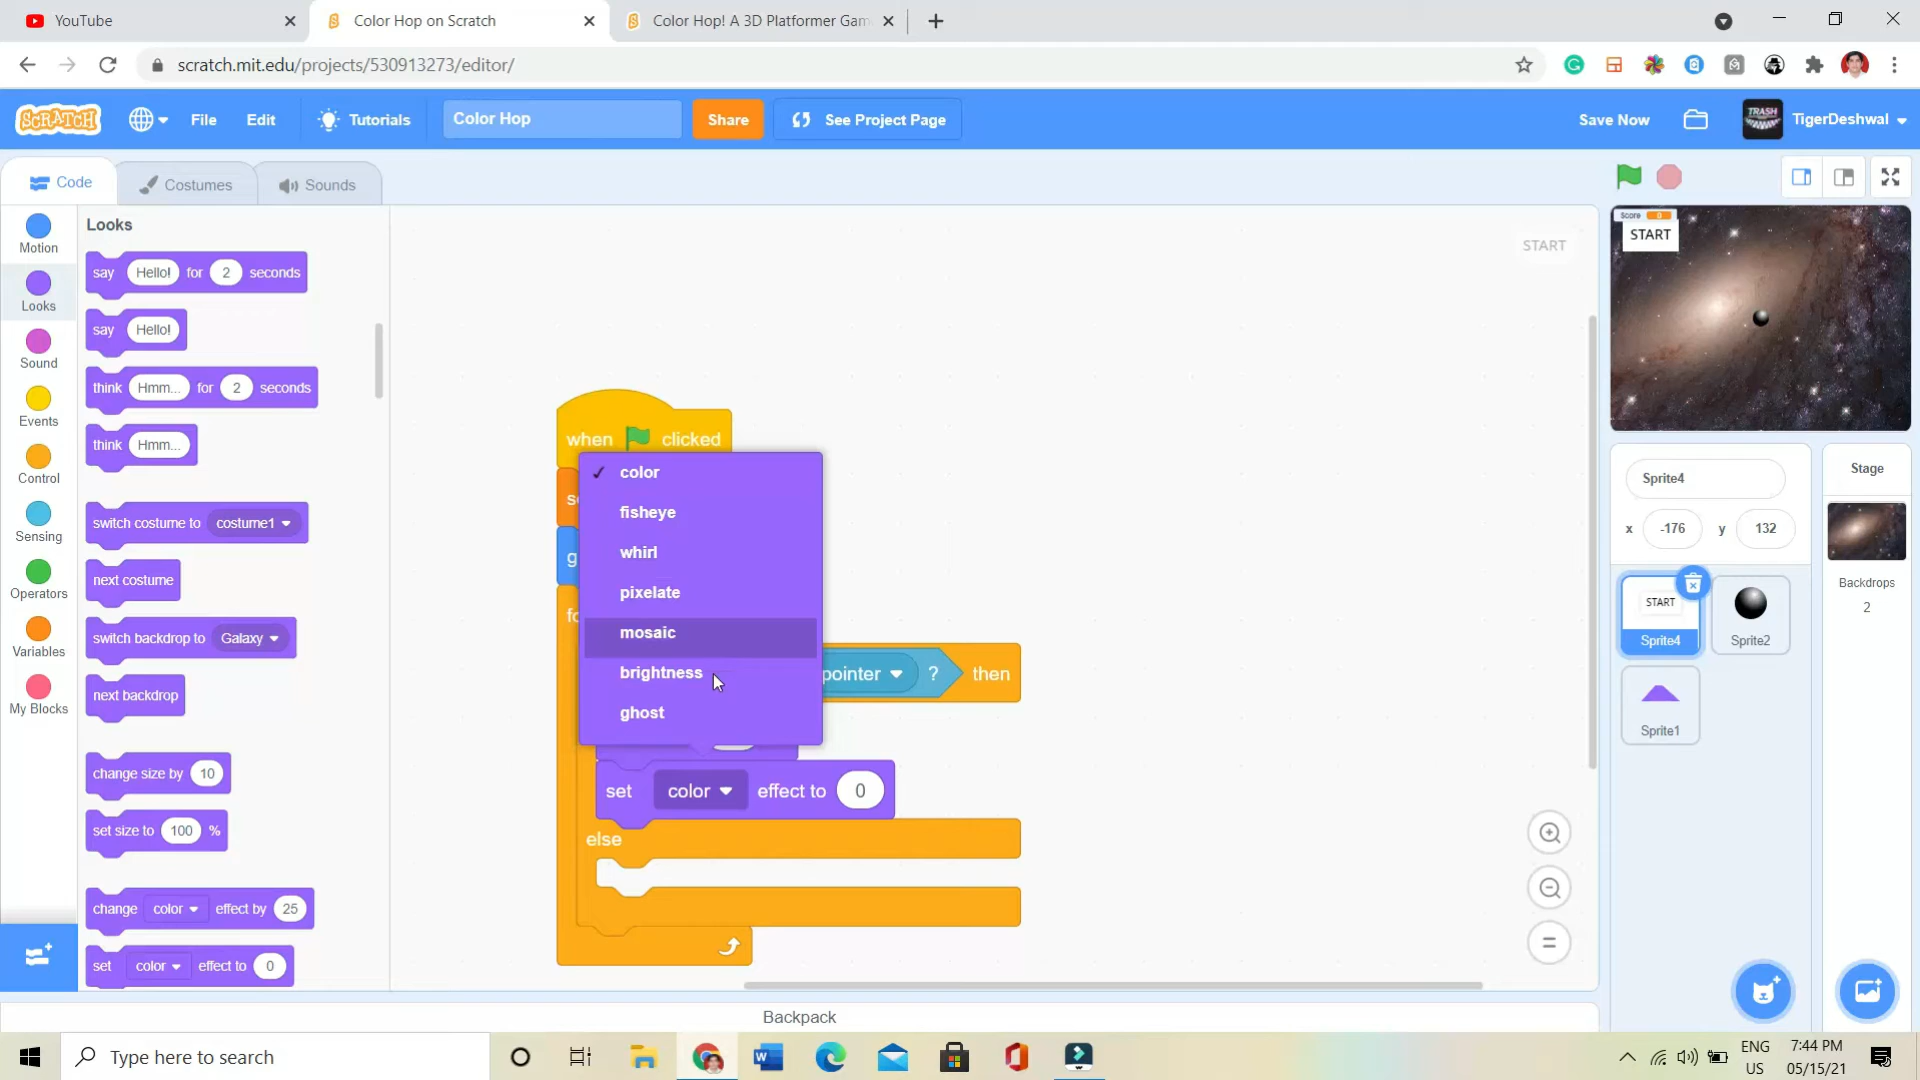 YouTube
Color Hop on Scratch
Color Hop! A 3D Platformer Gam
scratch.mit.edu/projects/530913273/editor/
SCRATCH
File
Edit
Tutorials
Color Hop
Share
See Project Page
Save Now
TRASH
TigerDeshwal
Code
Costumes
Sounds
Motion
Looks
Sound
Events
Control
Sensing
Operators
Variables
My Blocks
Looks
say Hello! for 2 seconds
say Hello!
think Hmm... for 2 seconds
think Hmm...
switch costume to costume1
next costume
switch backdrop to Galaxy
next backdrop
change size by 10
set size to 100 %
change color effect by 25
set color effect to 0
START
when clicked
✓ color
fisheye
whirl
pixelate
mosaic
brightness
ghost
pointer ? then
set color effect to 0
else
Score 0
START
Sprite4
x -176 y 132
START
Sprite4
Sprite2
Sprite1
Stage
Backdrops
2
Backpack
Type here to search
ENG
US
7:44 PM
05/15/21